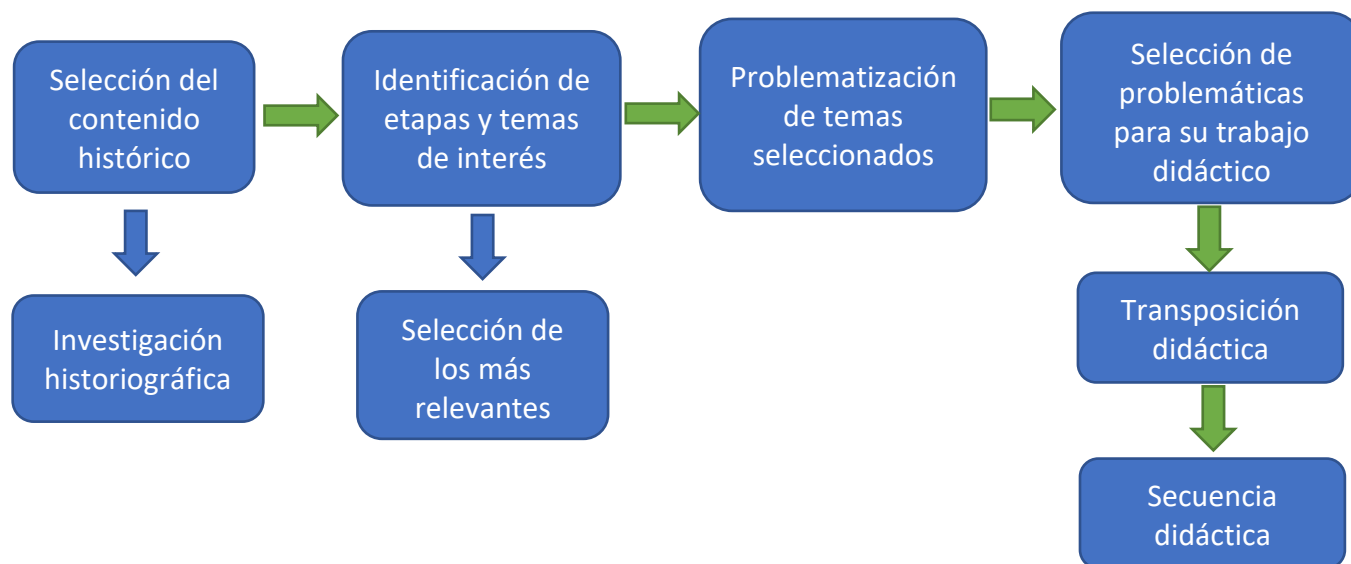 Selección del
contenido
histórico
Identificación de
etapas y temas
de interés
Problematización
de temas
seleccionados
Selección de
problemáticas
para su trabajo
didáctico
Investigación
historiográfica
Selección de
los más
relevantes
Transposición
didáctica
Secuencia
didáctica